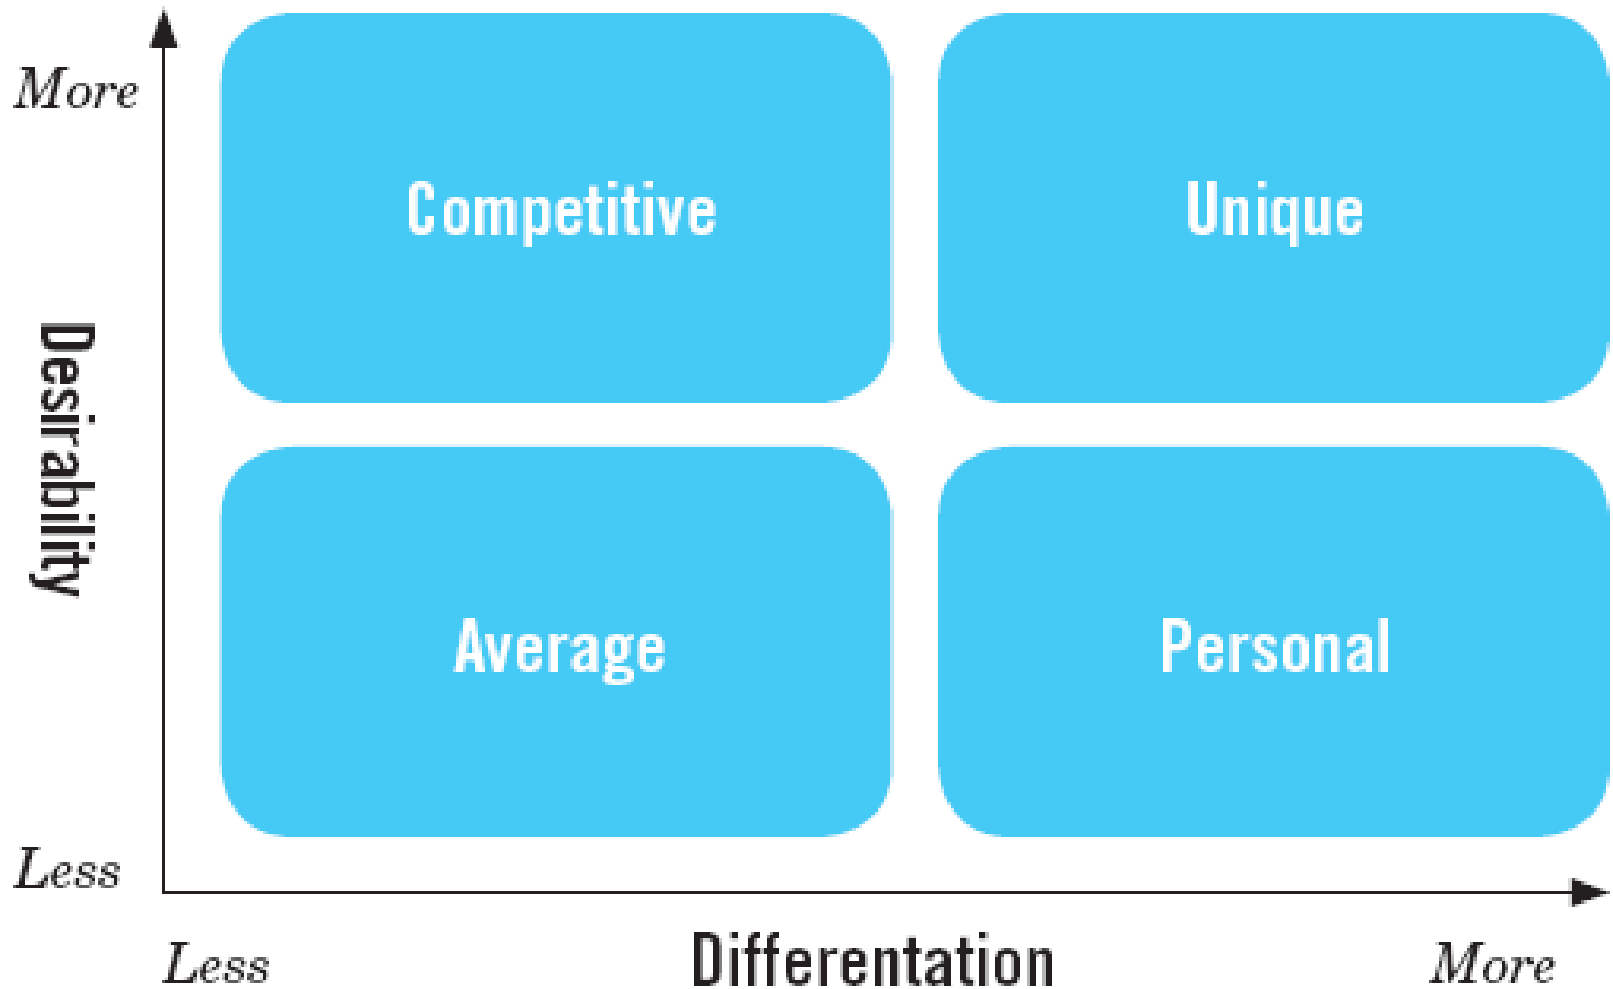 More
Competitive
Unique
Desirability
Average
Personal
Less
Less
Differentation
More